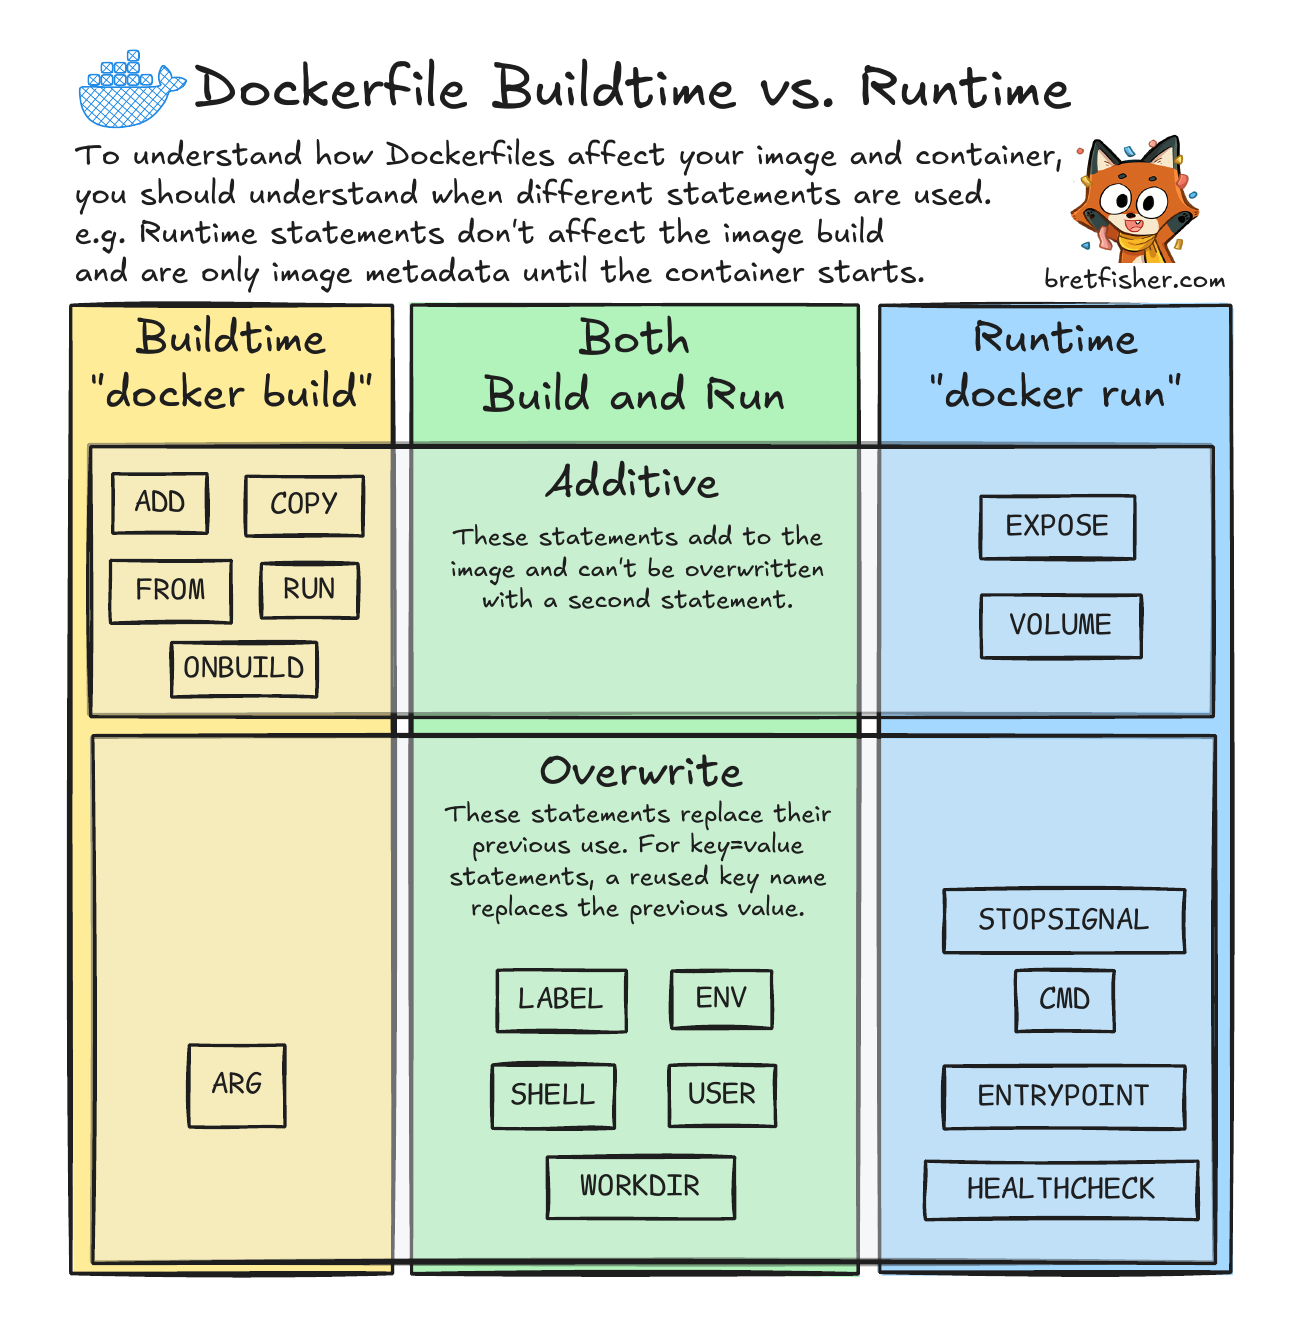 Dockerfile Buildtime vs. Runtime
To understand how Dockerfiles affect your image and container,
you should understand when different statements are used.
e.g. Runtime statements don't affect the image build
and are only image metadata until the container starts.
bretfisher.com
Buildtime
"docker build"
Both
Build and Run
Runtime
"docker run"
ADD
COPY
FROM
RUN
ONBUILD
Additive
These statements add to the
image and can't be overwritten
with a second statement.
EXPOSE
VOLUME
ARG
Overwrite
These statements replace their
previous use. For key=value
statements, a reused key name
replaces the previous value.
LABEL
ENV
SHELL
USER
WORKDIR
STOPSIGNAL
CMD
ENTRYPOINT
HEALTHCHECK